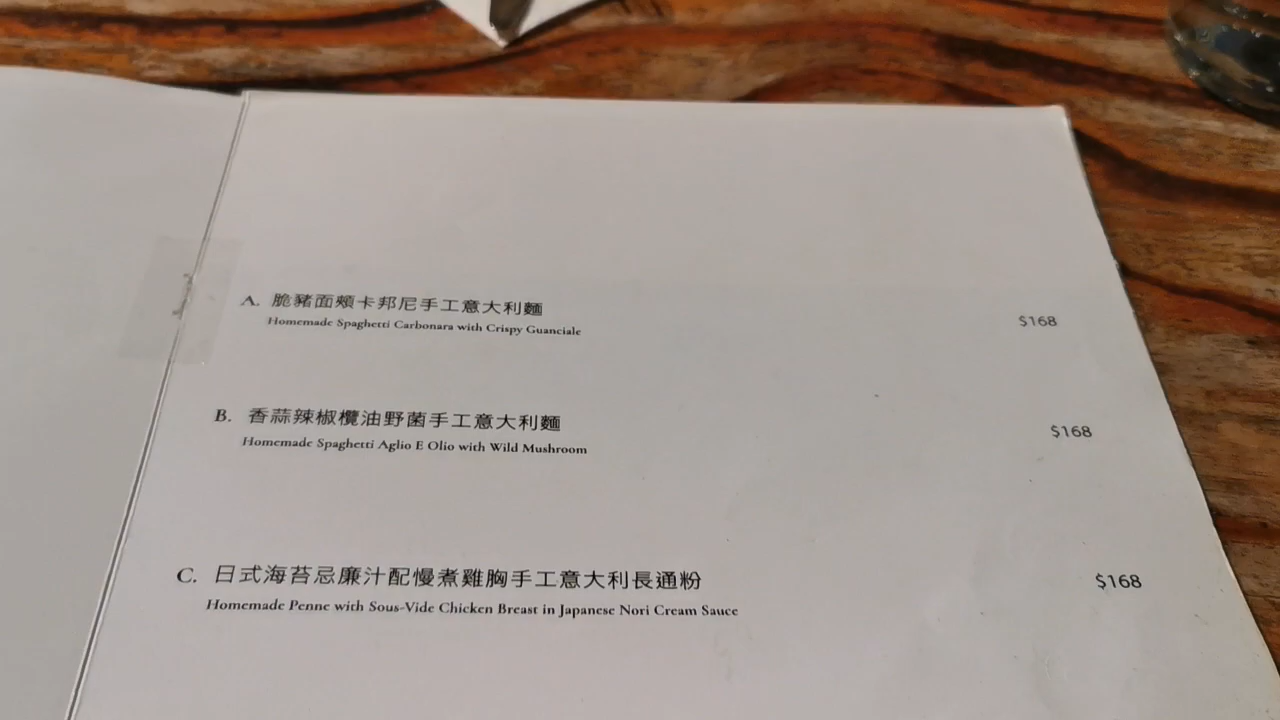 A. 脆豬面頰卡邦尼手工意大利麵
Homemade Spaghetti Carbonara with Crispy Guanciale
$168
B. 香蒜辣椒欖油野菌手工意大利麵
Homemade Spaghetti Aglio E Olio with Wild Mushroom
$168
C. 日式海苔忌廉汁配慢煮雞胸手工意大利長通粉
Homemade Penne with Sous-Vide Chicken Breast in Japanese Nori Cream Sauce
$168